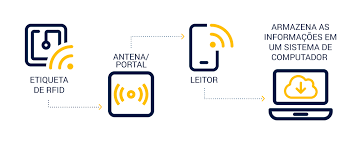 ETIQUETA
DE RFID
ANTENA/
PORTAL
LEITOR
ARMAZENA AS
INFORMAÇÕES EM
UM SISTEMA DE
COMPUTADOR